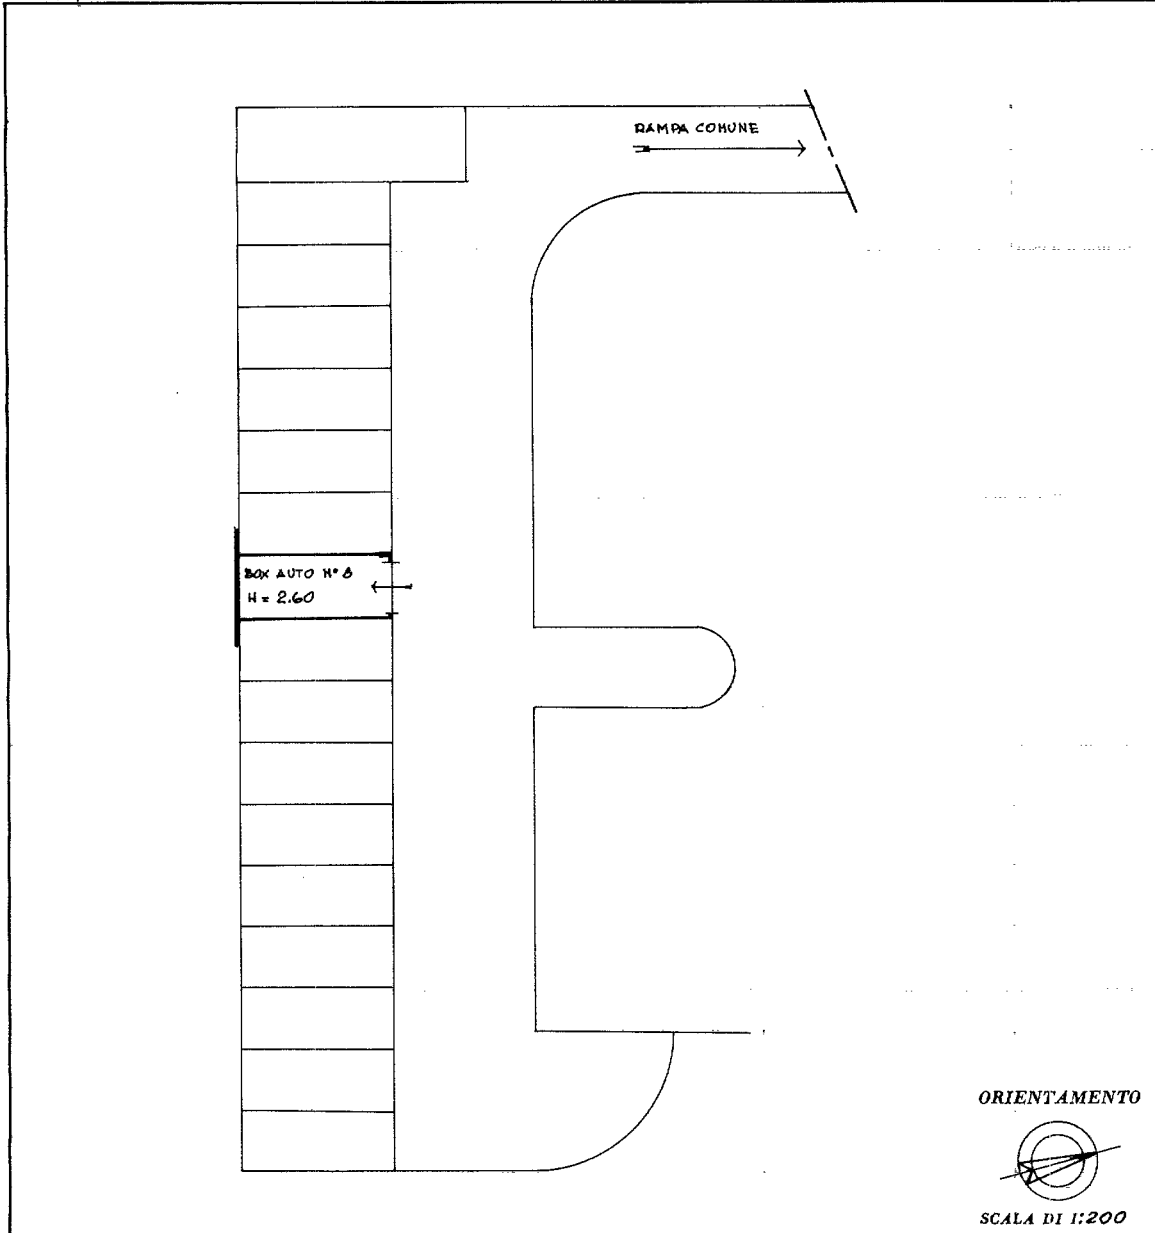 RAMPA COMUNE
BOX AUTO N° 8
H = 2.60
ORIENTAMENTO
SCALA DI 1:200